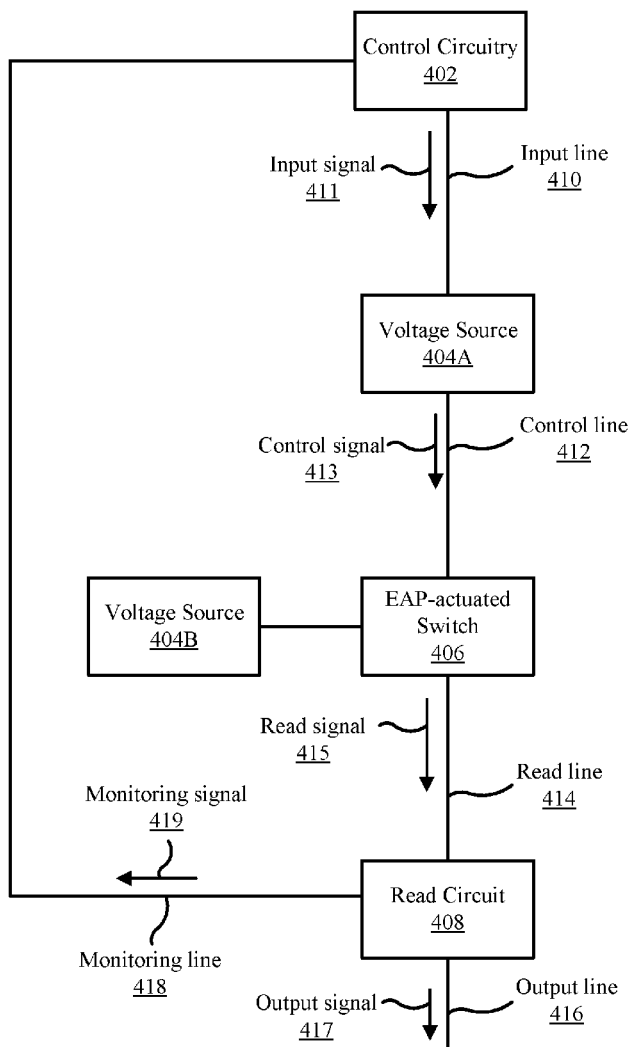 Control Circuitry
402
Input signal
411
Input line
410
Voltage Source
404A
Control signal
413
Control line
412
Voltage Source
404B
EAP-actuated
Switch
406
Read signal
415
Read line
414
Monitoring signal
419
Read Circuit
408
Monitoring line
418
Output signal
417
Output line
416